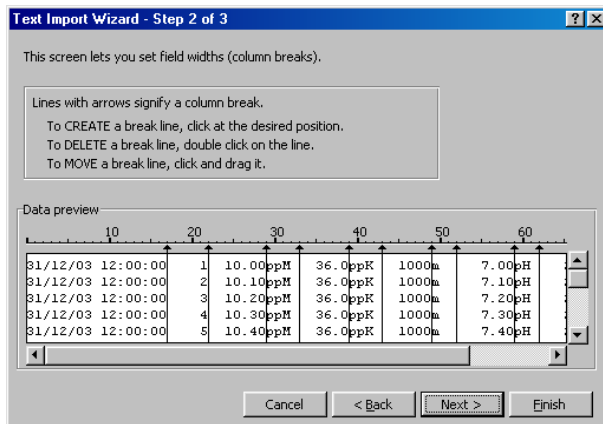 Text Import Wizard - Step 2 of 3
This screen lets you set field widths (column breaks).
Lines with arrows signify a column break.
To CREATE a break line, click at the desired position.
To DELETE a break line, double click on the line.
To MOVE a break line, click and drag it.
Data preview
10 20 30 40 50 60
31/12/03 12:00:00 1 10.00ppM 36.0ppK 1000m 7.00pH
31/12/03 12:00:00 2 10.10ppM 36.0ppK 1000m 7.10pH
31/12/03 12:00:00 3 10.20ppM 36.0ppK 1000m 7.20pH
31/12/03 12:00:00 4 10.30ppM 36.0ppK 1000m 7.30pH
31/12/03 12:00:00 5 10.40ppM 36.0ppK 1000m 7.40pH
Cancel < Back Next > Finish